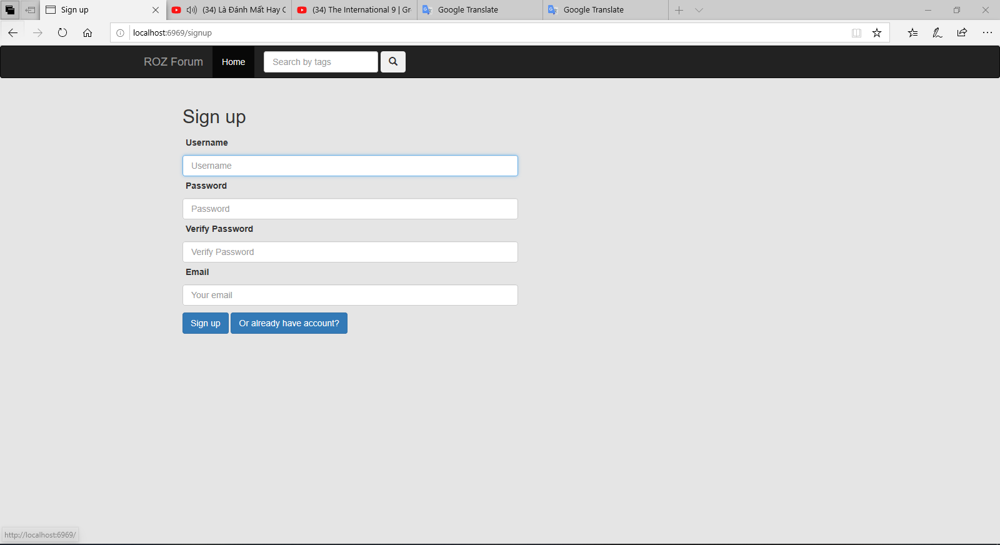 Sign up
(34) Là Đánh Mất Hay C
(34) The International 9 | Gr
Google Translate
Google Translate
localhost:6969/signup
ROZ Forum
Home
Search by tags
Sign up
Username
Username
Password
Password
Verify Password
Verify Password
Email
Your email
Sign up
Or already have account?
http://localhost:6969/